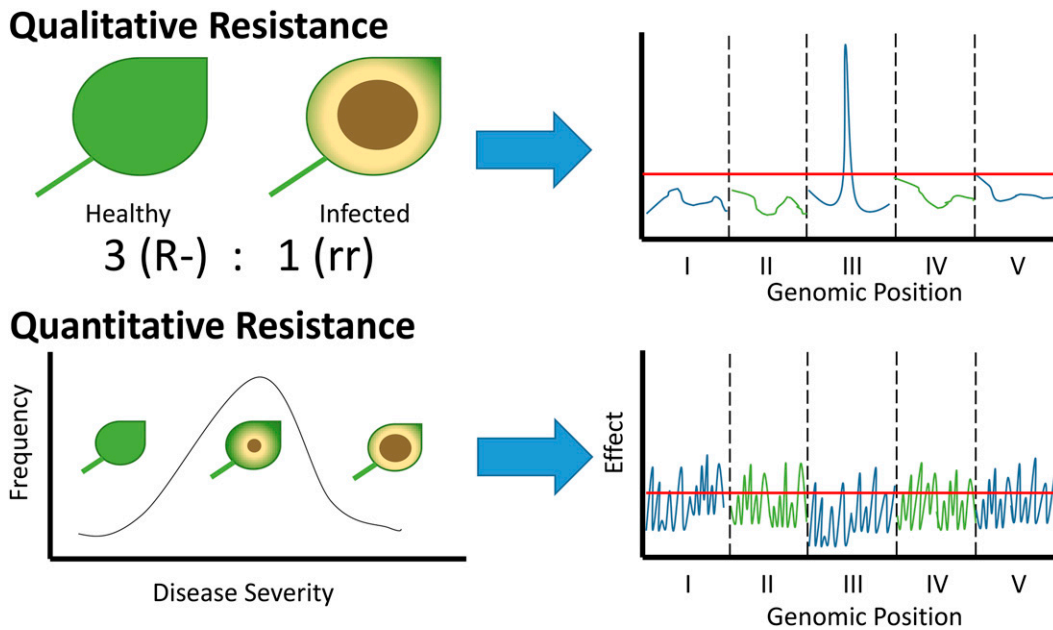 Qualitative Resistance
Healthy Infected
3 (R-) : 1 (rr)
I II III IV V
Genomic Position
Quantitative Resistance
Frequency
Disease Severity
Effect
I II III IV V
Genomic Position